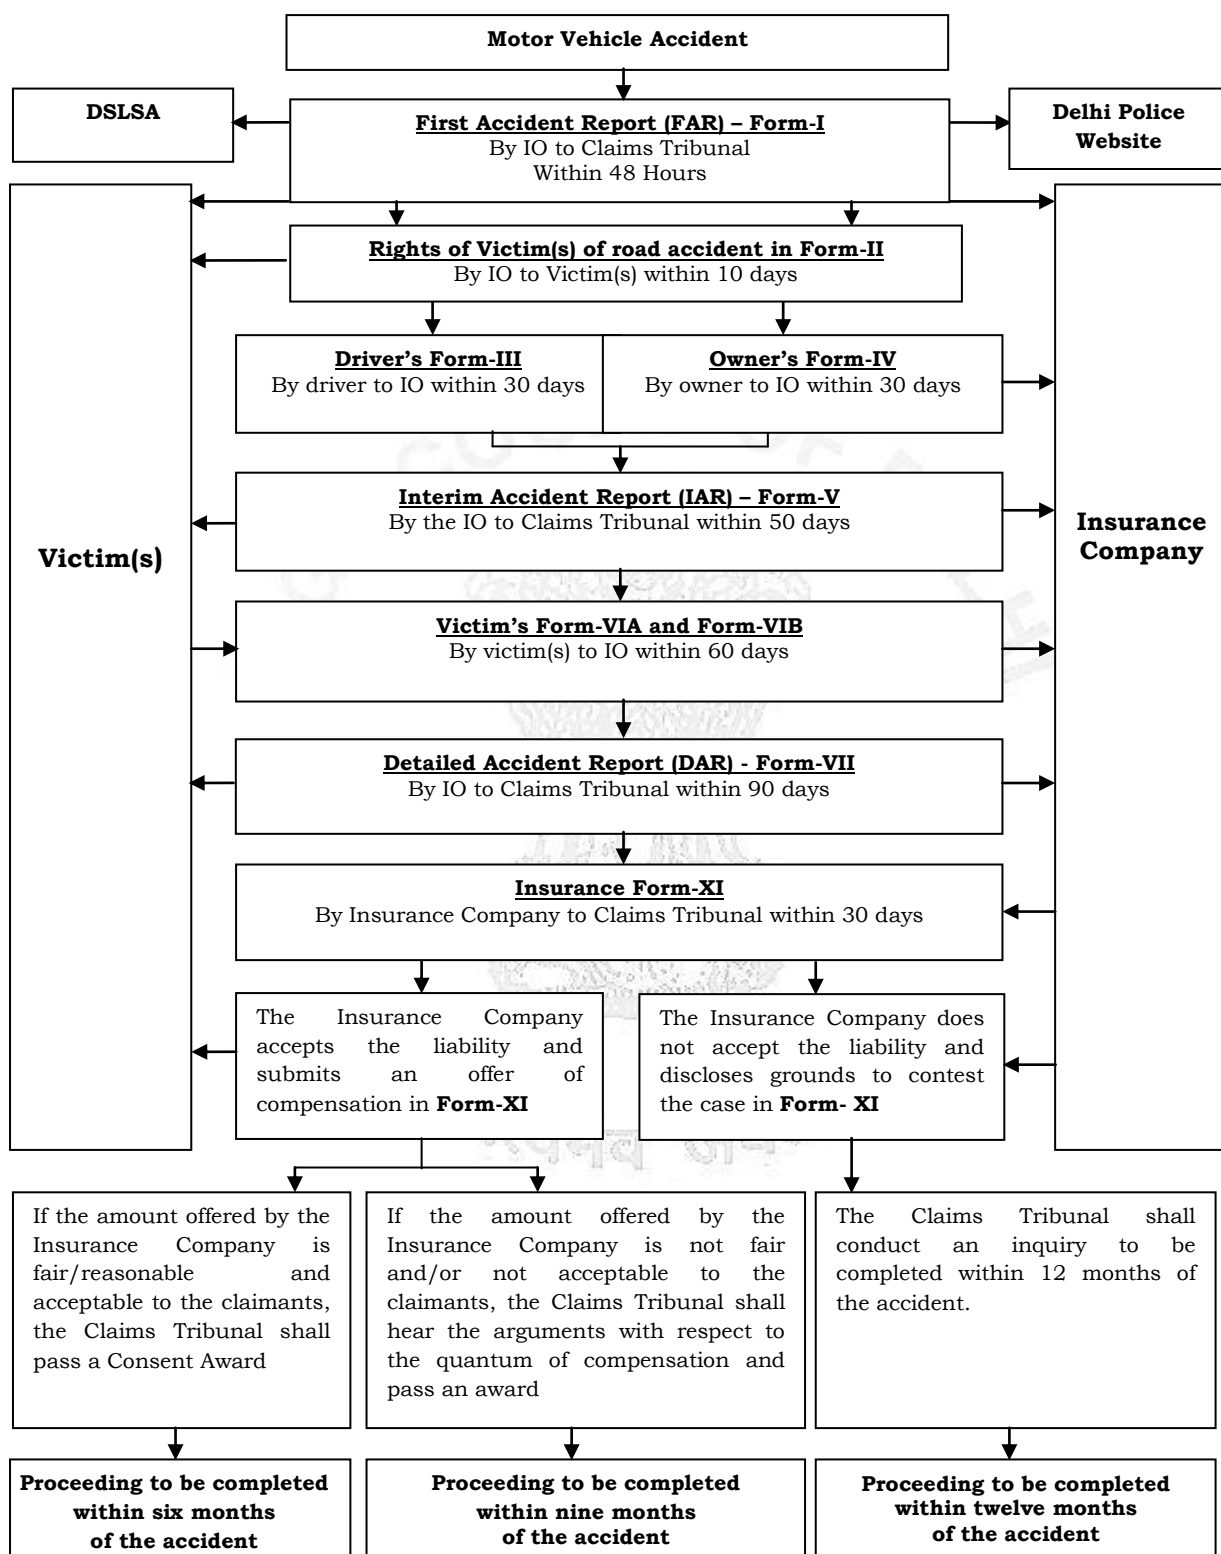 Motor Vehicle Accident
DSLSA
First Accident Report (FAR) – Form-I
By IO to Claims Tribunal
Within 48 Hours
Delhi Police
Website
Rights of Victim(s) of road accident in Form-II
By IO to Victim(s) within 10 days
Driver's Form-III
By driver to IO within 30 days
Owner's Form-IV
By owner to IO within 30 days
Interim Accident Report (IAR) – Form-V
By the IO to Claims Tribunal within 50 days
Victim(s)
Insurance
Company
Victim's Form-VIA and Form-VIB
By victim(s) to IO within 60 days
Detailed Accident Report (DAR) - Form-VII
By IO to Claims Tribunal within 90 days
Insurance Form-XI
By Insurance Company to Claims Tribunal within 30 days
The Insurance Company
accepts the liability and
submits an offer of
compensation in Form-XI
The Insurance Company does
not accept the liability and
discloses grounds to contest
the case in Form- XI
If the amount offered by the
Insurance Company is
fair/reasonable and
acceptable to the claimants,
the Claims Tribunal shall
pass a Consent Award
If the amount offered by the
Insurance Company is not fair
and/or not acceptable to the
claimants, the Claims Tribunal shall
hear the arguments with respect to
the quantum of compensation and
pass an award
The Claims Tribunal shall
conduct an inquiry to be
completed within 12 months of
the accident.
Proceeding to be completed
within six months
of the accident
Proceeding to be completed
within nine months
of the accident
Proceeding to be completed
within twelve months
of the accident